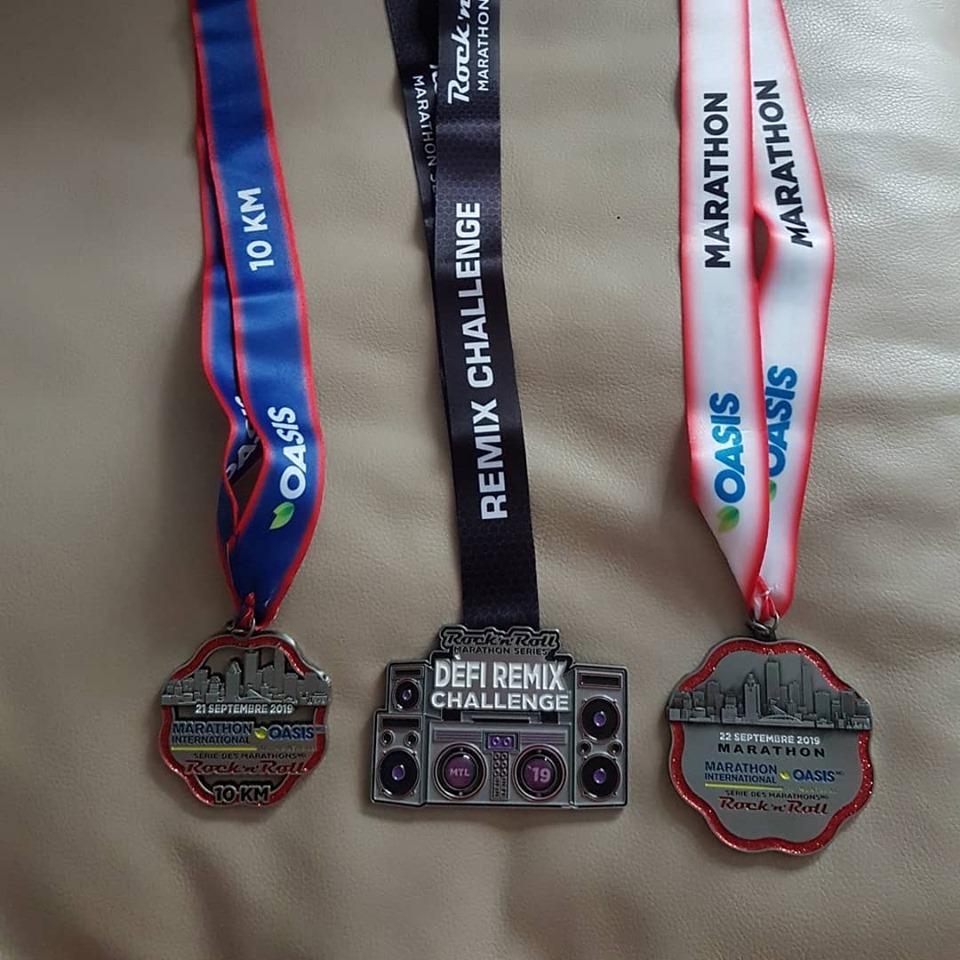 10 KM
OASIS
OASIS
21 SEPTEMBRE 2019
MARATHON
INTERNATIONAL
OASIS
SÉRIE DES MARATHONS
Rock'n'Roll
10 KM
Rock'n
MARATHON
MARATHON
REMIX CHALLENGE
Rock'n'Roll
MARATHON SERIES
DÉFI REMIX
CHALLENGE
MTL
'19
MARATHON
OASIS
MARATHON
OASIS
22 SEPTEMBRE 2019
MARATHON
MARATHON
INTERNATIONAL
OASIS
SÉRIE DES MARATHONS
Rock'n'Roll